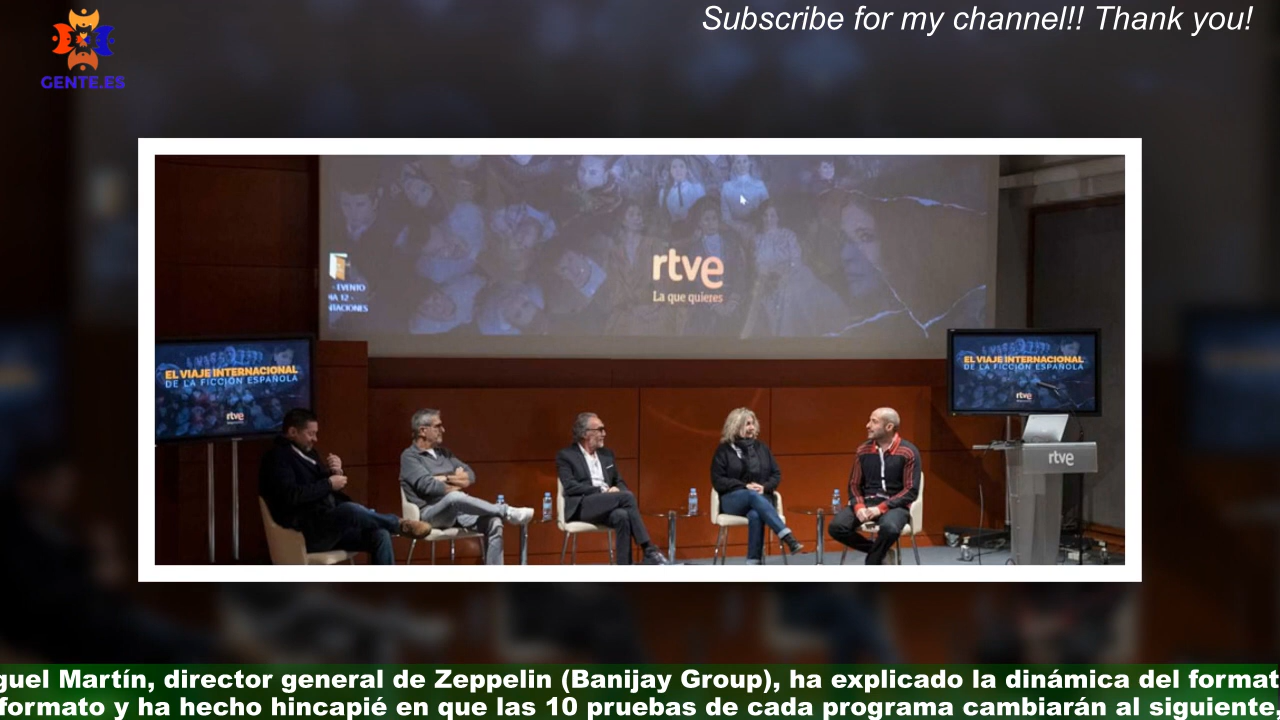 Subscribe for my channel!! Thank you!
GENTE.ES
rtve
La que quieres
- EVENTO
NTACIONES
EL VIAJE INTERNACIONAL
DE LA FICCIÓN ESPAÑOLA
rtve
EL VIAJE INTERNACIONAL
DE LA FICCIÓN ESPAÑOLA
rtve
rtve
guel Martín, director general de Zeppelin (Banijay Group), ha explicado la dinámica del format
formato y ha hecho hincapié en que las 10 pruebas de cada programa cambiarán al siguiente.